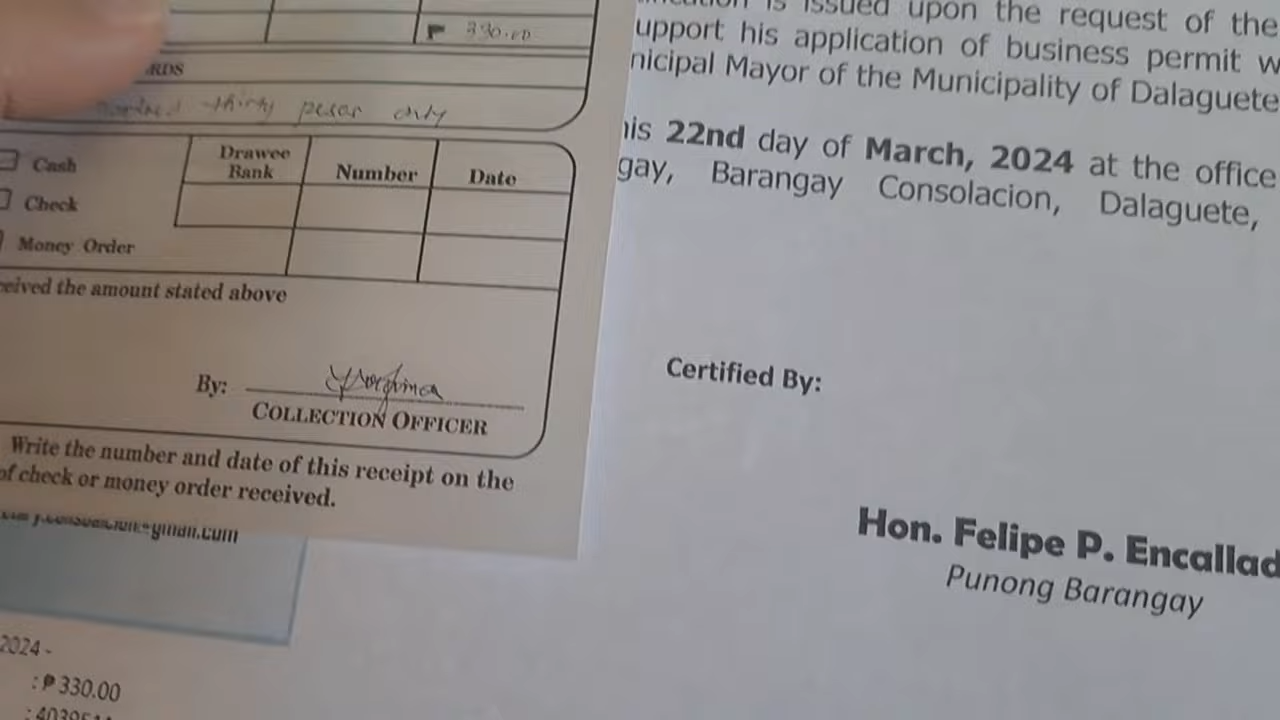 ₱ 330.00
RDS
thirty pesos only
Cash
Check
Money Order
Drawee Bank
Number
Date
eived the amount stated above
By:
COLLECTION OFFICER
Write the number and date of this receipt on the
of check or money order received.
2024 -
: ₱ 330.00
is issued upon the request of the
upport his application of business permit w
nicipal Mayor of the Municipality of Dalaguete
his 22nd day of March, 2024 at the office
gay, Barangay Consolacion, Dalaguete,
Certified By:
Hon. Felipe P. Encallad
Punong Barangay